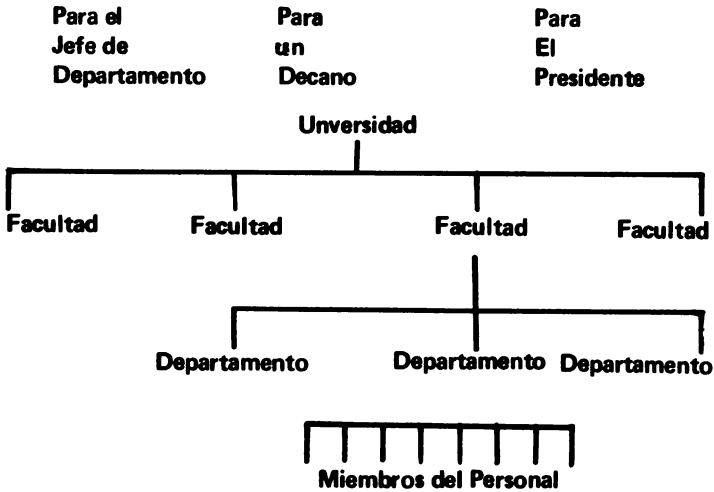 Para el
Jefe de
Departamento
Para
un
Decano
Para
El
Presidente
Unversidad
Facultad Facultad Facultad Facultad
Departamento Departamento Departamento
Miembros del Personal